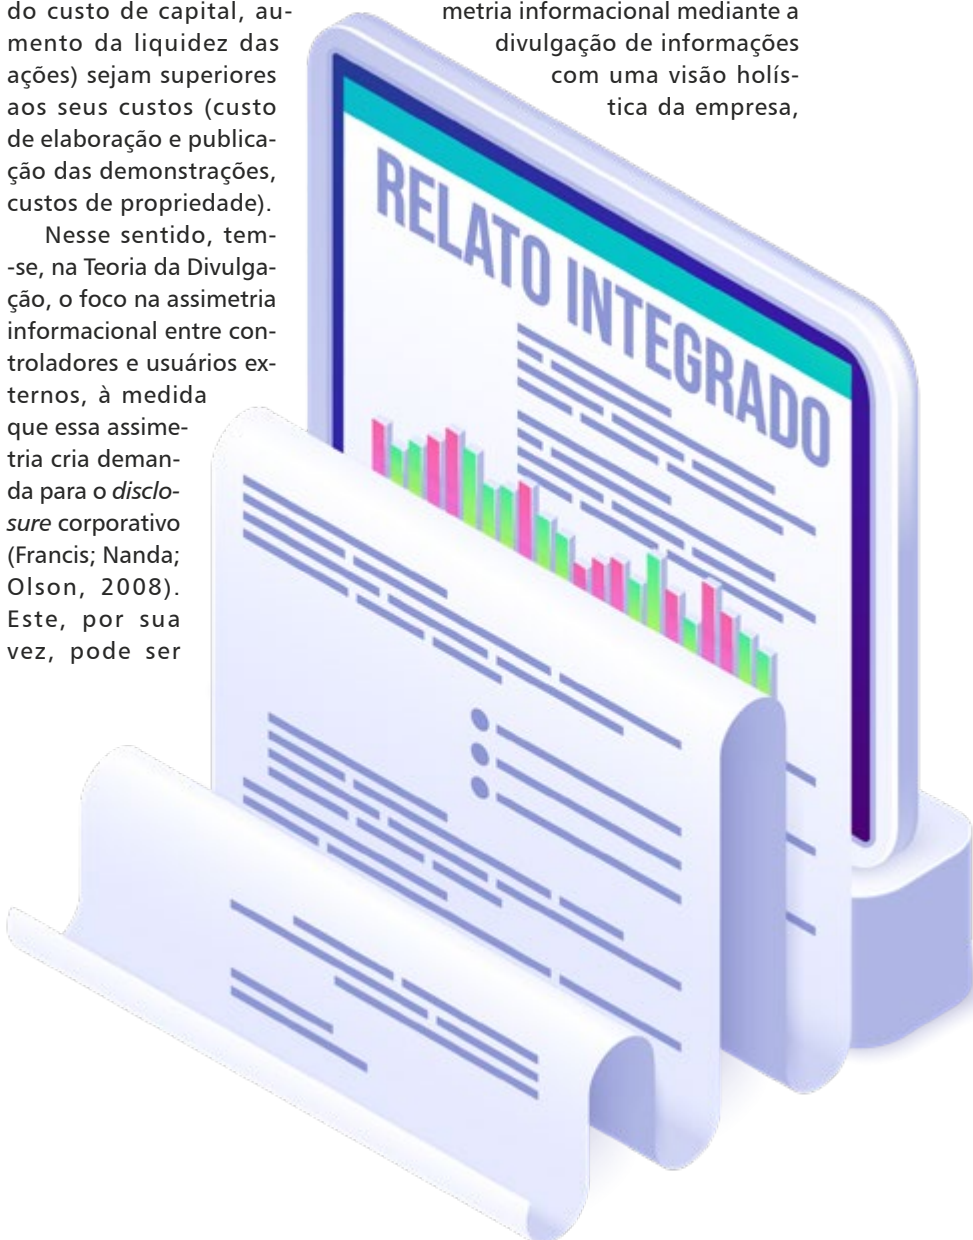 do custo de capital, au-
mento da liquidez das
ações) sejam superiores
aos seus custos (custo
de elaboração e publica-
ção das demonstrações,
custos de propriedade).
Nesse sentido, tem-
-se, na Teoria da Divulga-
ção, o foco na assimetria
informacional entre con-
troladores e usuários ex-
ternos, à medida
que essa assime-
tria cria deman-
da para o disclo-
sure corporativo
(Francis; Nanda;
Olson, 2008).
Este, por sua
vez, pode ser
metria informacional mediante a
divulgação de informações
com uma visão holís-
tica da empresa,
RELATO INTEGRADO